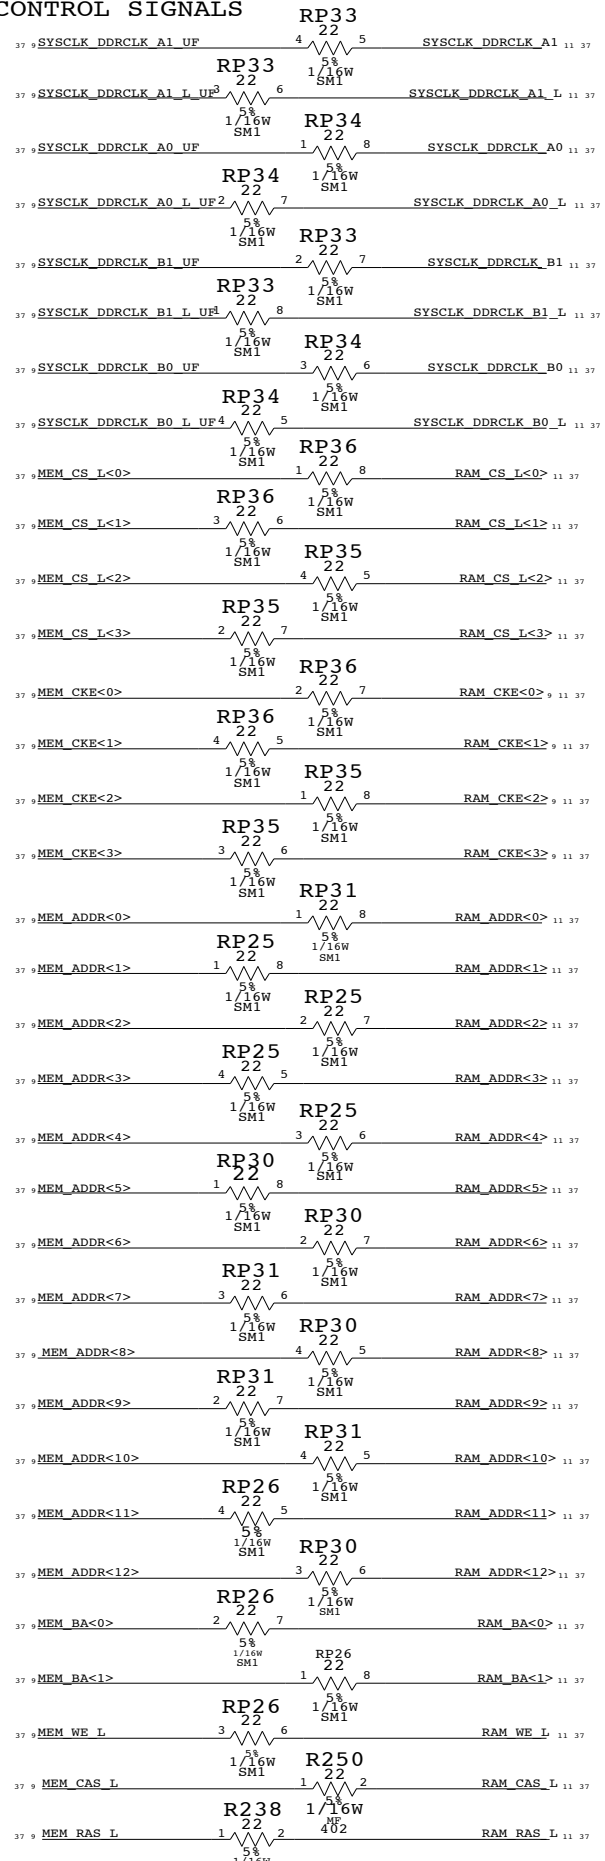 CONTROL SIGNALS
RP33
22
37 9 SYSCLK_DDRCLK_A1_UF 4 5 SYSCLK_DDRCLK_A1 11 37
5%
1/16W
SM1
RP33
22
37 9 SYSCLK_DDRCLK_A1_L_UF 3 6 SYSCLK_DDRCLK_A1_L 11 37
5%
1/16W
SM1
RP34
22
37 9 SYSCLK_DDRCLK_A0_UF 1 8 SYSCLK_DDRCLK_A0 11 37
5%
1/16W
SM1
RP34
22
37 9 SYSCLK_DDRCLK_A0_L_UF 2 7 SYSCLK_DDRCLK_A0_L 11 37
5%
1/16W
SM1
RP33
22
37 9 SYSCLK_DDRCLK_B1_UF 2 7 SYSCLK_DDRCLK_B1 11 37
5%
1/16W
SM1
RP33
22
37 9 SYSCLK_DDRCLK_B1_L_UF 1 8 SYSCLK_DDRCLK_B1_L 11 37
5%
1/16W
SM1
RP34
22
37 9 SYSCLK_DDRCLK_B0_UF 3 6 SYSCLK_DDRCLK_B0 11 37
5%
1/16W
SM1
RP34
22
37 9 SYSCLK_DDRCLK_B0_L_UF 4 5 SYSCLK_DDRCLK_B0_L 11 37
5%
1/16W
SM1
RP36
22
37 9 MEM_CS_L<0> 1 8 RAM_CS_L<0> 11 37
5%
1/16W
SM1
RP36
22
37 9 MEM_CS_L<1> 3 6 RAM_CS_L<1> 11 37
5%
1/16W
SM1
RP35
22
37 9 MEM_CS_L<2> 4 5 RAM_CS_L<2> 11 37
5%
1/16W
SM1
RP35
22
37 9 MEM_CS_L<3> 2 7 RAM_CS_L<3> 11 37
5%
1/16W
SM1
RP36
22
37 9 MEM_CKE<0> 2 7 RAM_CKE<0> 9 11 37
5%
1/16W
SM1
RP36
22
37 9 MEM_CKE<1> 4 5 RAM_CKE<1> 9 11 37
5%
1/16W
SM1
RP35
22
37 9 MEM_CKE<2> 1 8 RAM_CKE<2> 9 11 37
5%
1/16W
SM1
RP35
22
37 9 MEM_CKE<3> 3 6 RAM_CKE<3> 9 11 37
5%
1/16W
SM1
RP31
22
37 9 MEM_ADDR<0> 1 8 RAM_ADDR<0> 11 37
5%
1/16W
SM1
RP25
22
37 9 MEM_ADDR<1> 1 8 RAM_ADDR<1> 11 37
5%
1/16W
SM1
RP25
22
37 9 MEM_ADDR<2> 2 7 RAM_ADDR<2> 11 37
5%
1/16W
SM1
RP25
22
37 9 MEM_ADDR<3> 4 5 RAM_ADDR<3> 11 37
5%
1/16W
SM1
RP25
22
37 9 MEM_ADDR<4> 3 6 RAM_ADDR<4> 11 37
5%
1/16W
SM1
RP30
22
37 9 MEM_ADDR<5> 1 8 RAM_ADDR<5> 11 37
5%
1/16W
SM1
RP30
22
37 9 MEM_ADDR<6> 2 7 RAM_ADDR<6> 11 37
5%
1/16W
SM1
RP31
22
37 9 MEM_ADDR<7> 3 6 RAM_ADDR<7> 11 37
5%
1/16W
SM1
RP30
22
37 9 MEM_ADDR<8> 4 5 RAM_ADDR<8> 11 37
5%
1/16W
SM1
RP31
22
37 9 MEM_ADDR<9> 2 7 RAM_ADDR<9> 11 37
5%
1/16W
SM1
RP31
22
37 9 MEM_ADDR<10> 4 5 RAM_ADDR<10> 11 37
5%
1/16W
SM1
RP26
22
37 9 MEM_ADDR<11> 4 5 RAM_ADDR<11> 11 37
5%
1/16W
SM1
RP30
22
37 9 MEM_ADDR<12> 3 6 RAM_ADDR<12> 11 37
5%
1/16W
SM1
RP26
22
37 9 MEM_BA<0> 2 7 RAM_BA<0> 11 37
5%
1/16W
SM1
RP26
22
37 9 MEM_BA<1> 1 8 RAM_BA<1> 11 37
5%
1/16W
SM1
RP26
22
37 9 MEM_WE_L 3 6 RAM_WE_L 11 37
5%
1/16W
SM1
R250
22
37 9 MEM_CAS_L 1 2 RAM_CAS_L 11 37
5%
1/16W
MF
402
R238
22
37 9 MEM_RAS_L 1 2 RAM_RAS_L 11 37
5%